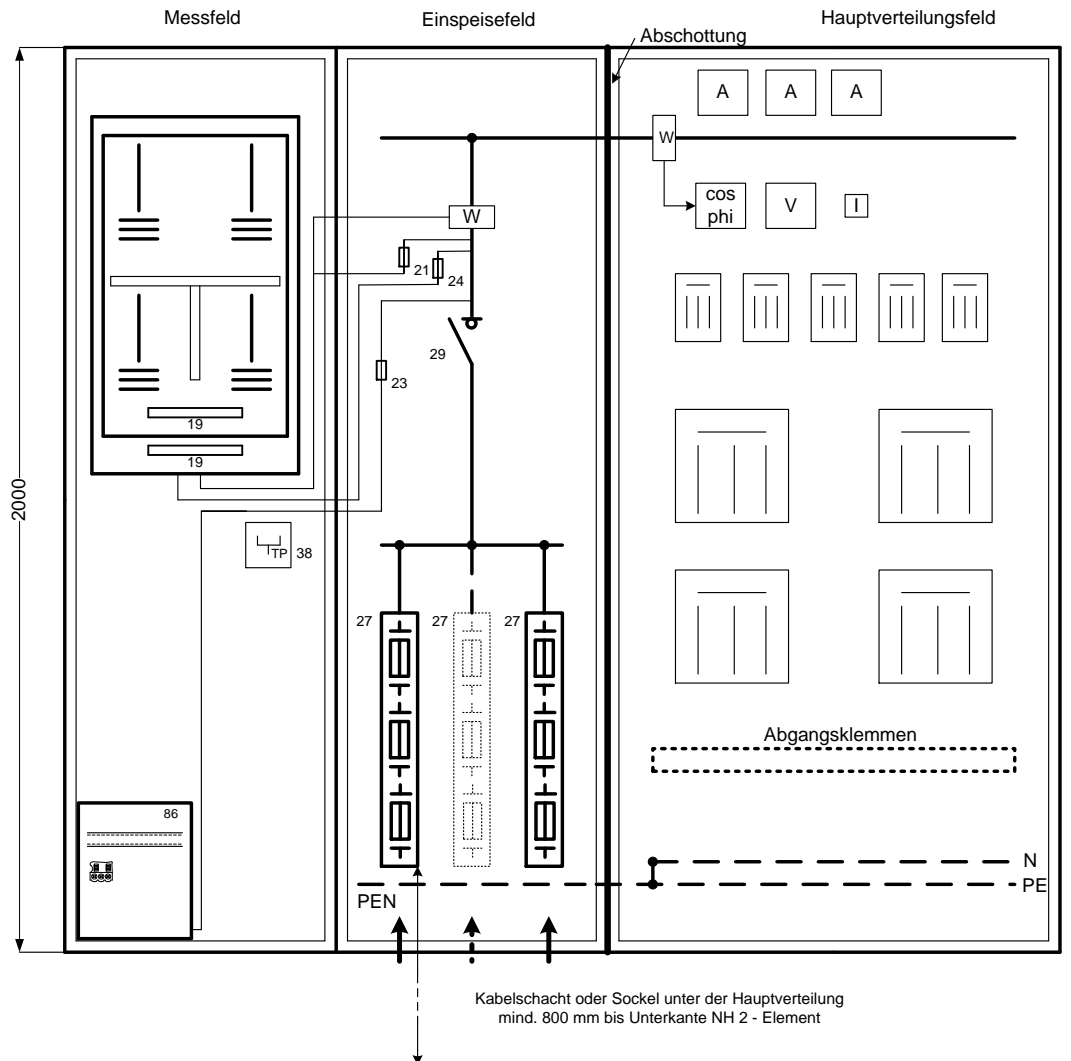 Messfeld
Einspeisefeld
Hauptverteilungsfeld
Abschottung
A A A
W
cos
phi
V
I
W
21
24
29
23
19
19
2000
TP 38
27 27 27
Abgangsklemmen
86
N
PE
PEN
Kabelschacht oder Sockel unter der Hauptverteilung
mind. 800 mm bis Unterkante NH 2 - Element